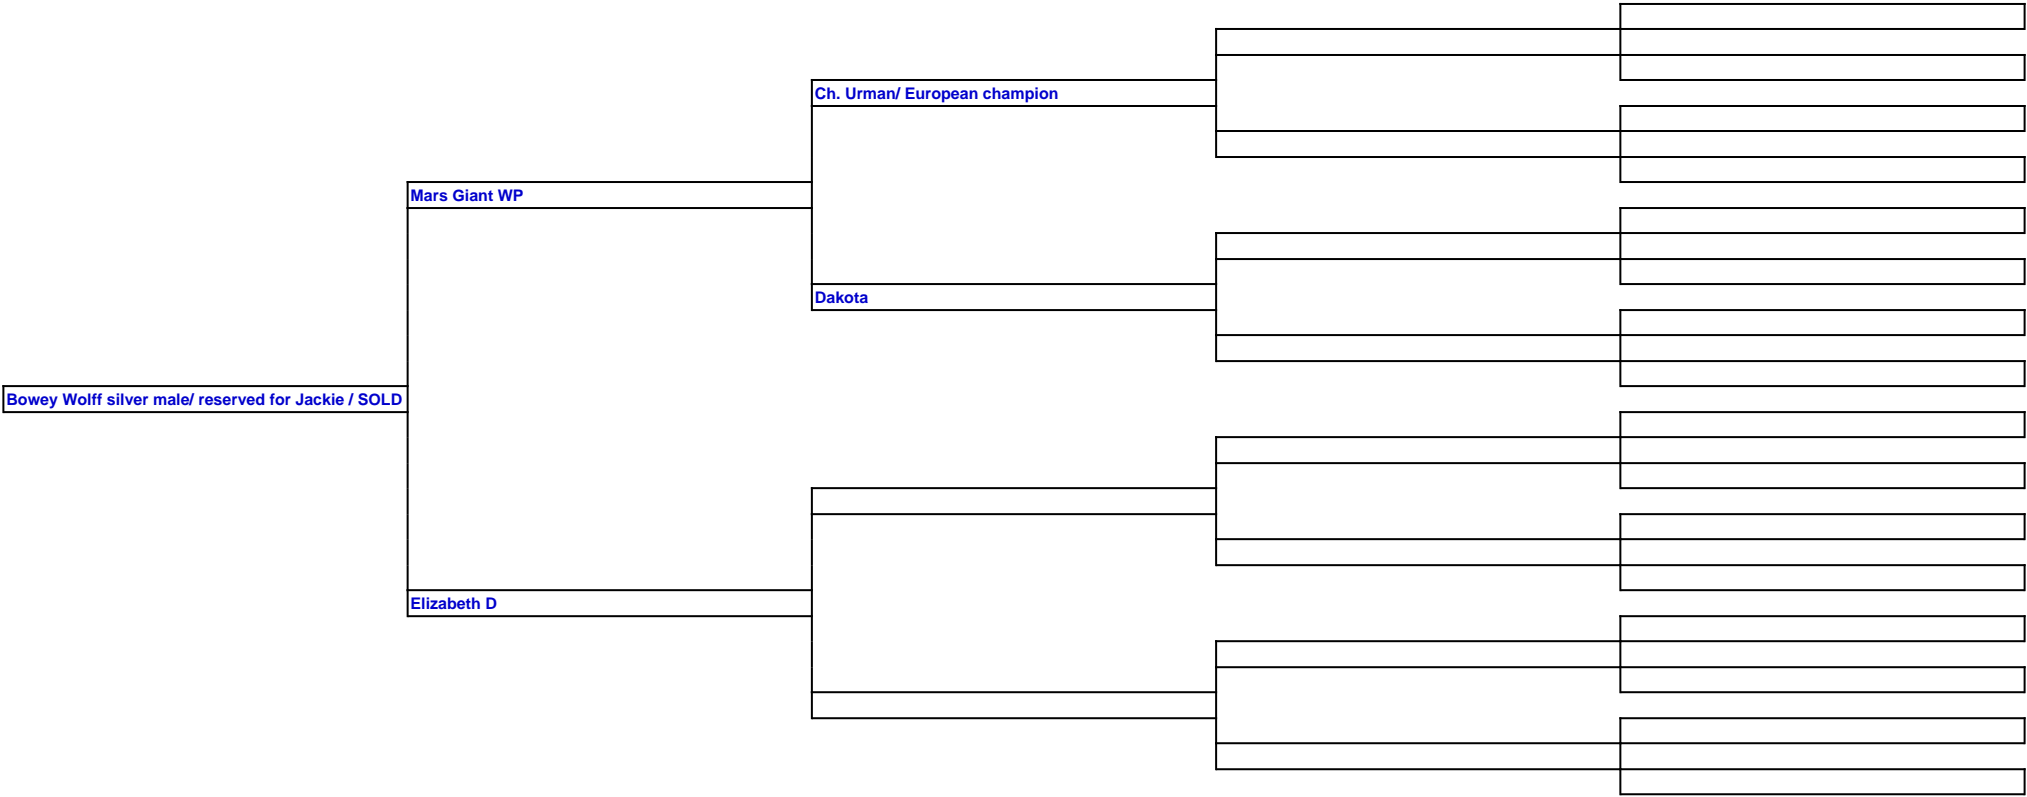 Ch. Urman/ European champion
Mars Giant WP
Dakota
Bowey Wolff silver male/ reserved for Jackie / SOLD
Elizabeth D